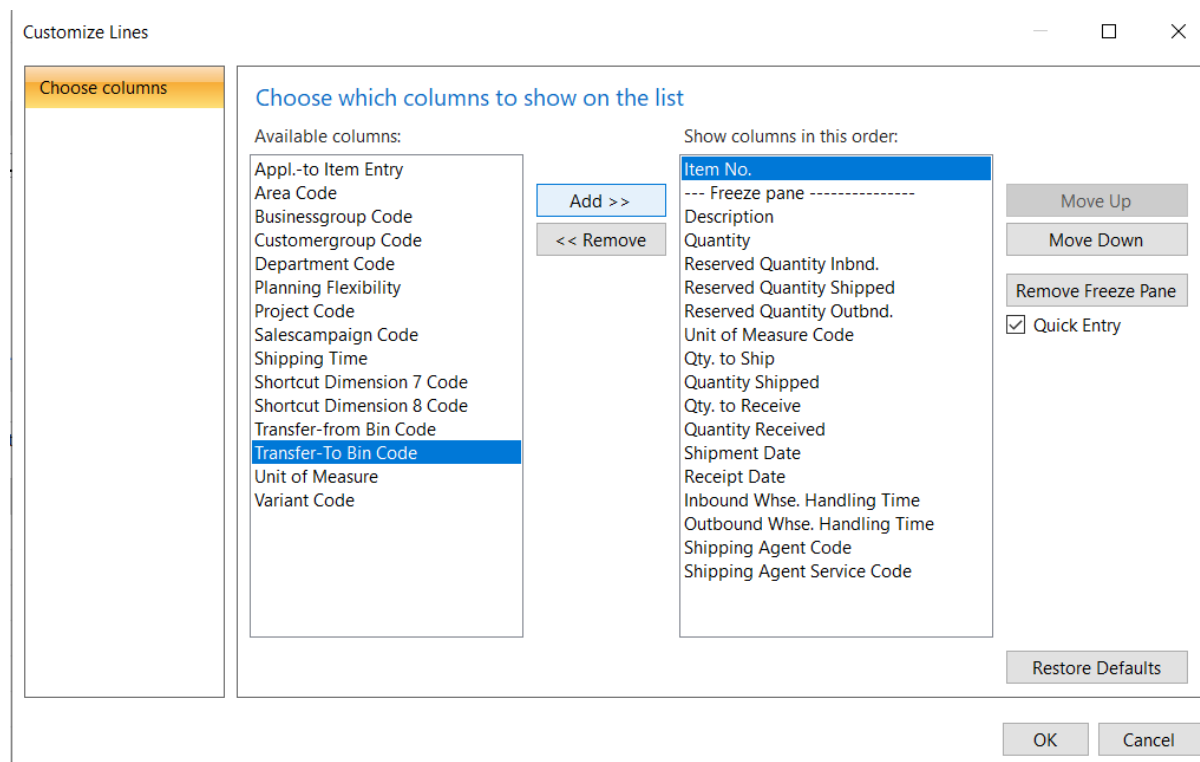 Customize Lines
Choose columns
Choose which columns to show on the list
Available columns:
Appl.-to Item Entry
Area Code
Businessgroup Code
Customergroup Code
Department Code
Planning Flexibility
Project Code
Salescampaign Code
Shipping Time
Shortcut Dimension 7 Code
Shortcut Dimension 8 Code
Transfer-from Bin Code
Transfer-To Bin Code
Unit of Measure
Variant Code
Add >>
<< Remove
Show columns in this order:
Item No.
--- Freeze pane ---------------
Description
Quantity
Reserved Quantity Inbnd.
Reserved Quantity Shipped
Reserved Quantity Outbnd.
Unit of Measure Code
Qty. to Ship
Quantity Shipped
Qty. to Receive
Quantity Received
Shipment Date
Receipt Date
Inbound Whse. Handling Time
Outbound Whse. Handling Time
Shipping Agent Code
Shipping Agent Service Code
Move Up
Move Down
Remove Freeze Pane
Quick Entry
Restore Defaults
OK
Cancel